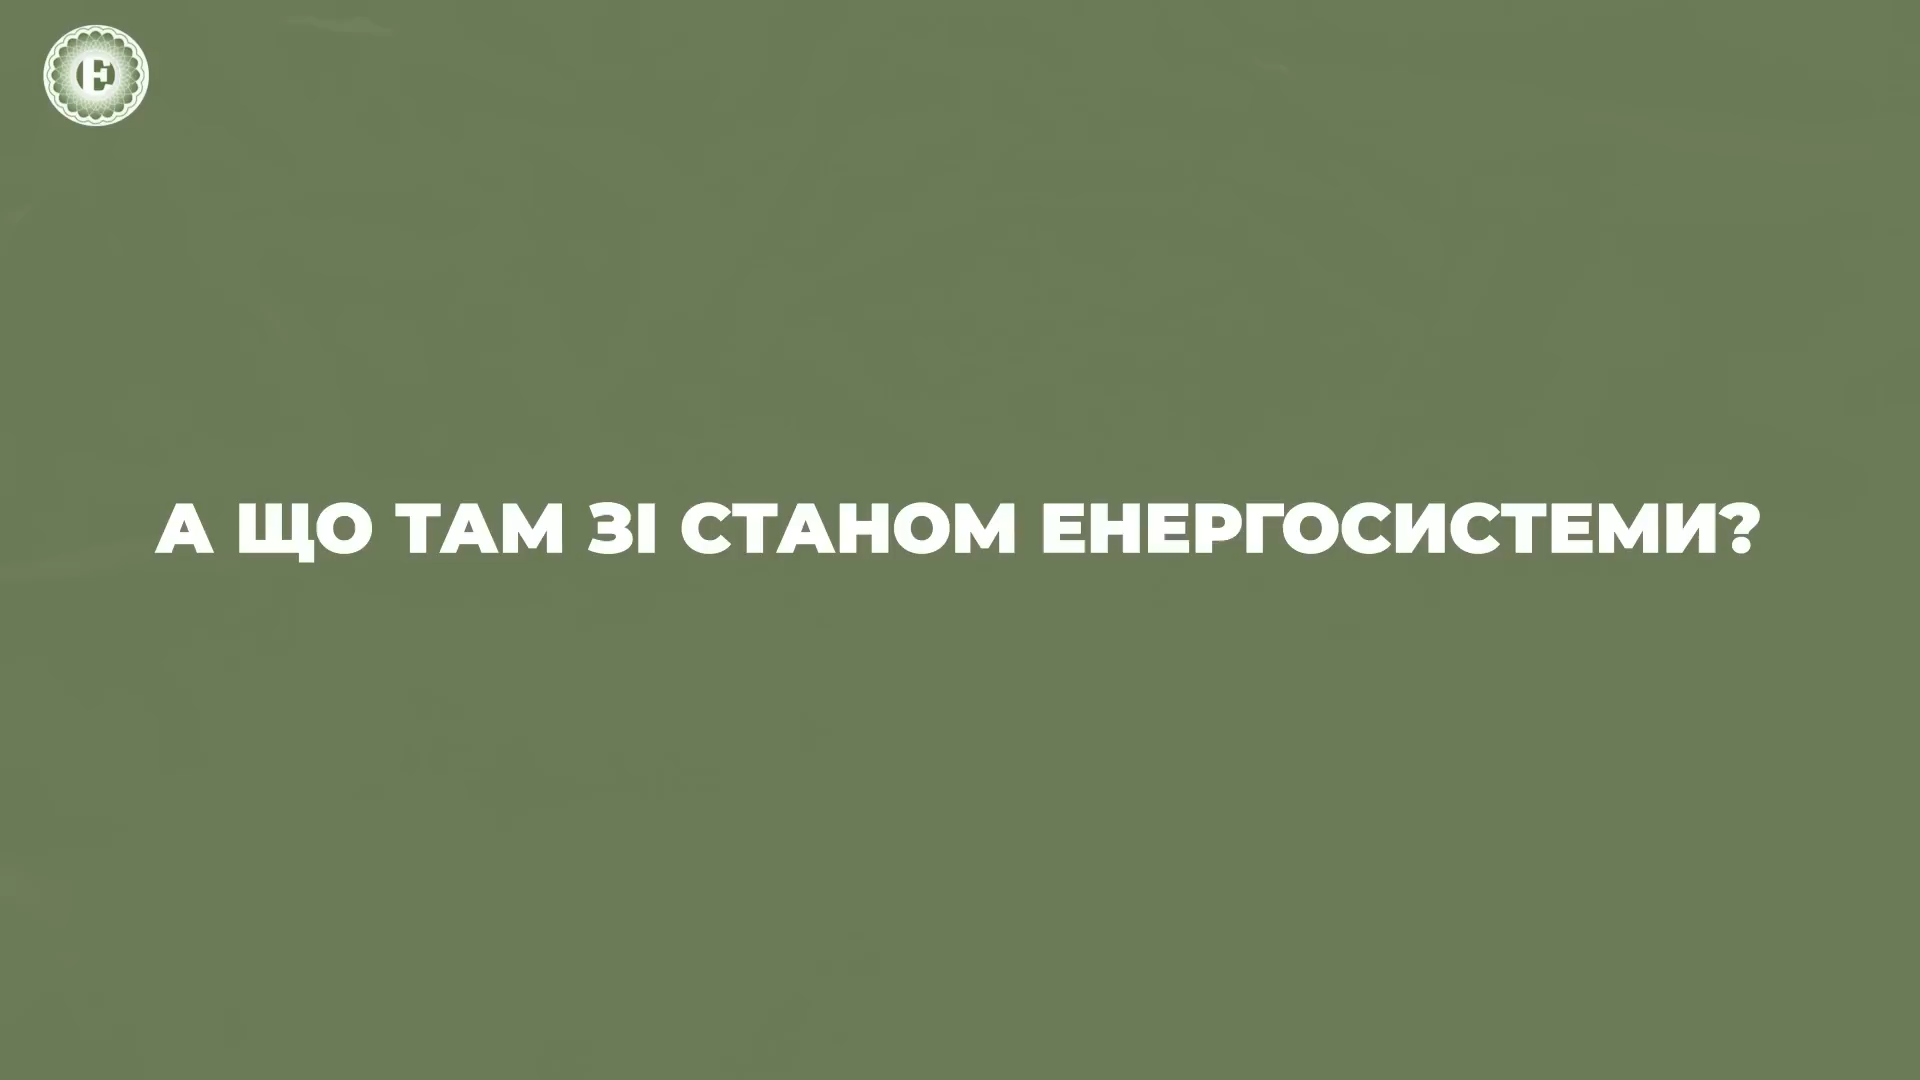 Е
А ЩО ТАМ ЗІ СТАНОМ ЕНЕРГОСИСТЕМИ?